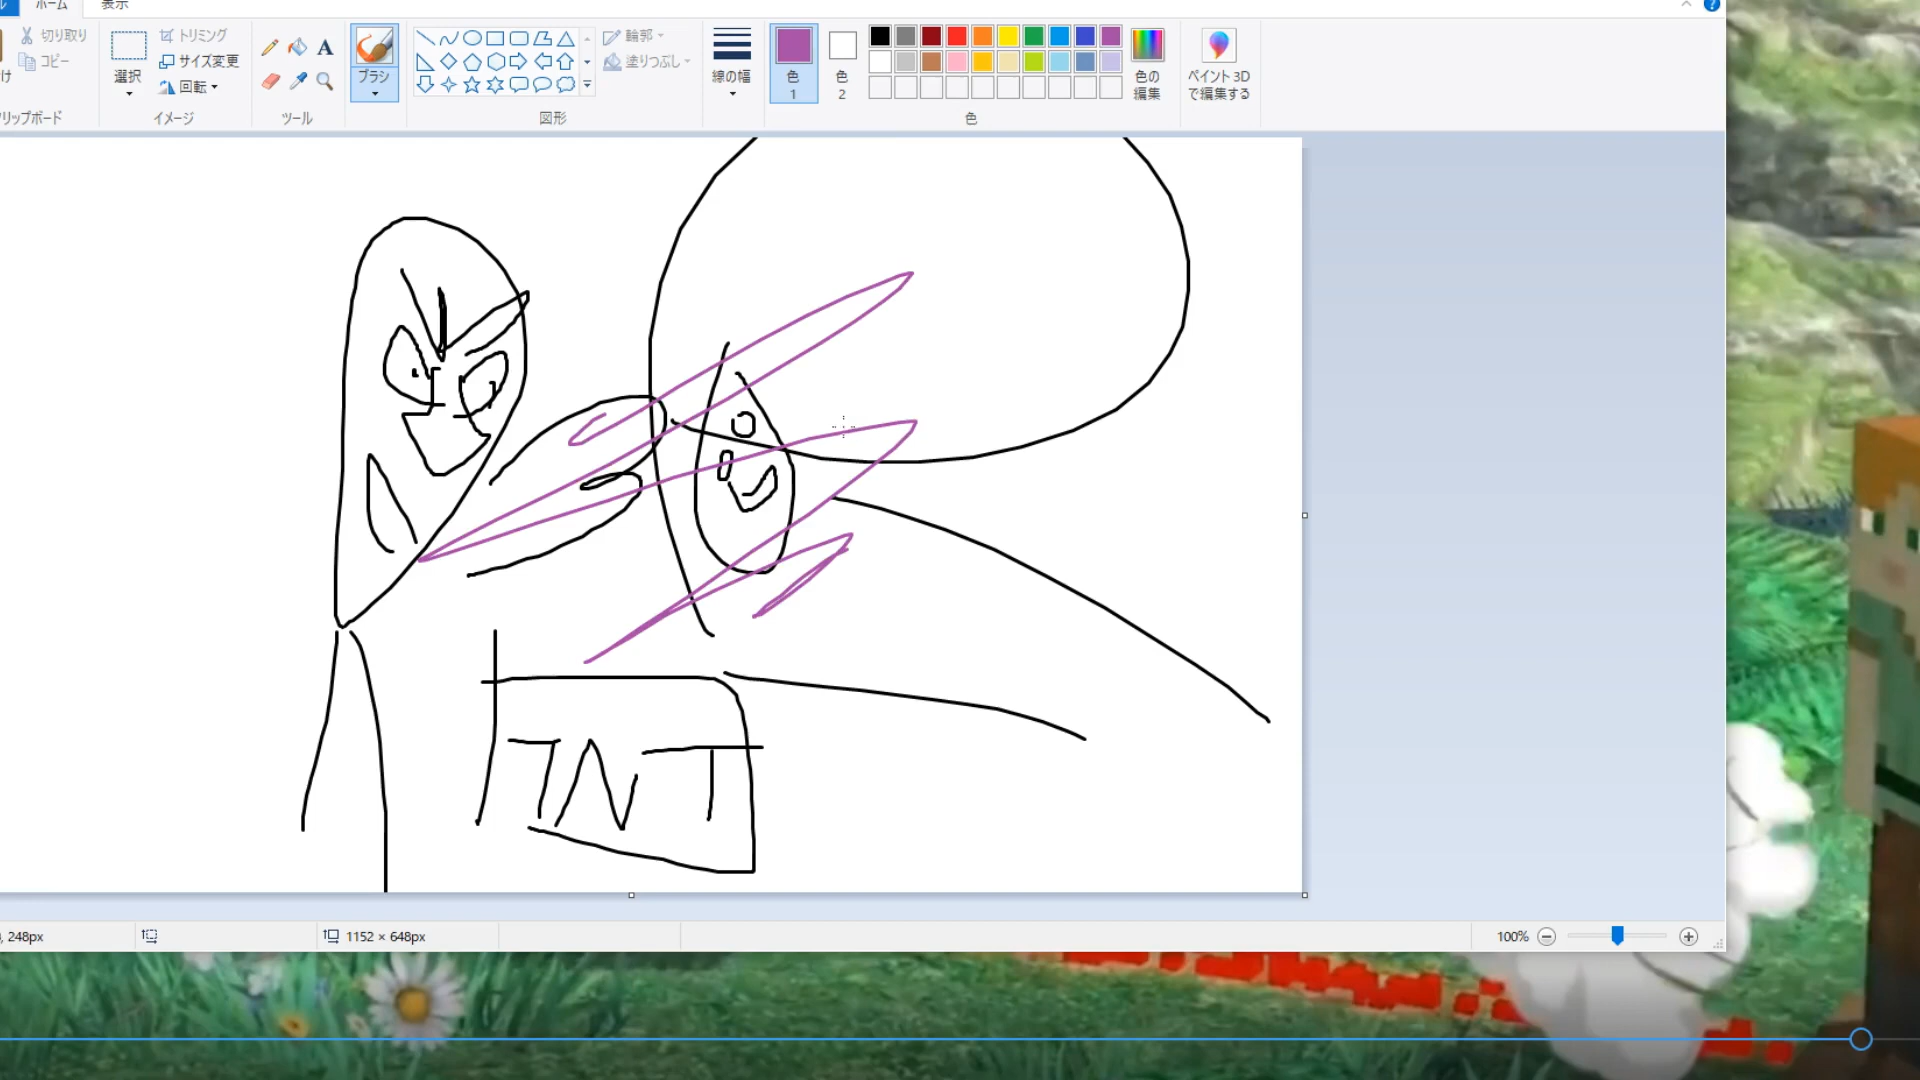 ル ホーム 表示
切り取り
コピー
け
リップボード
選択
トリミング
サイズ変更
回転
イメージ
A
ツール
ブラシ
輪郭
塗りつぶし
図形
線の幅
色
1
色
2
色の
編集
色
ペイント 3D
で編集する
?
TNT
, 248px
1152 × 648px
100%